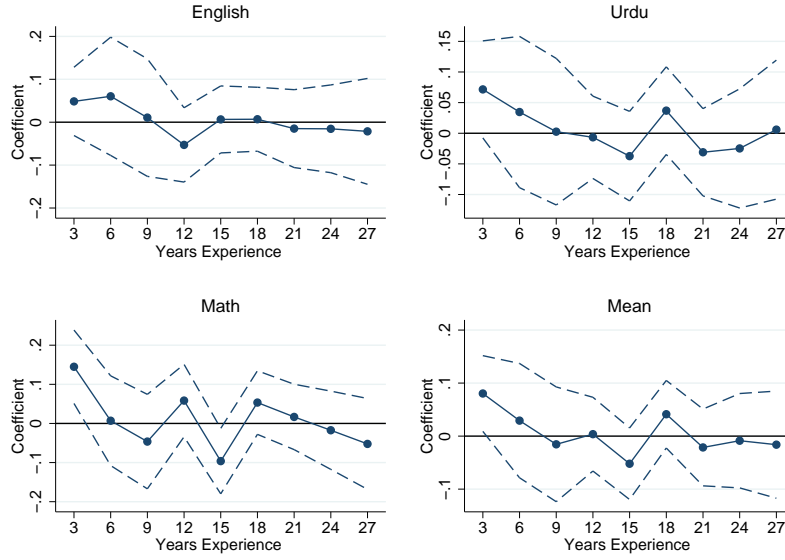 English
Coefficient
.2
.1
0
-.1
-.2
3 6 9 12 15 18 21 24 27
Years Experience
Urdu
Coefficient
.15
.1
.05
0
-.05
-.1
3 6 9 12 15 18 21 24 27
Years Experience
Math
Coefficient
.2
.1
0
-.1
-.2
3 6 9 12 15 18 21 24 27
Years Experience
Mean
Coefficient
.2
.1
0
-.1
3 6 9 12 15 18 21 24 27
Years Experience